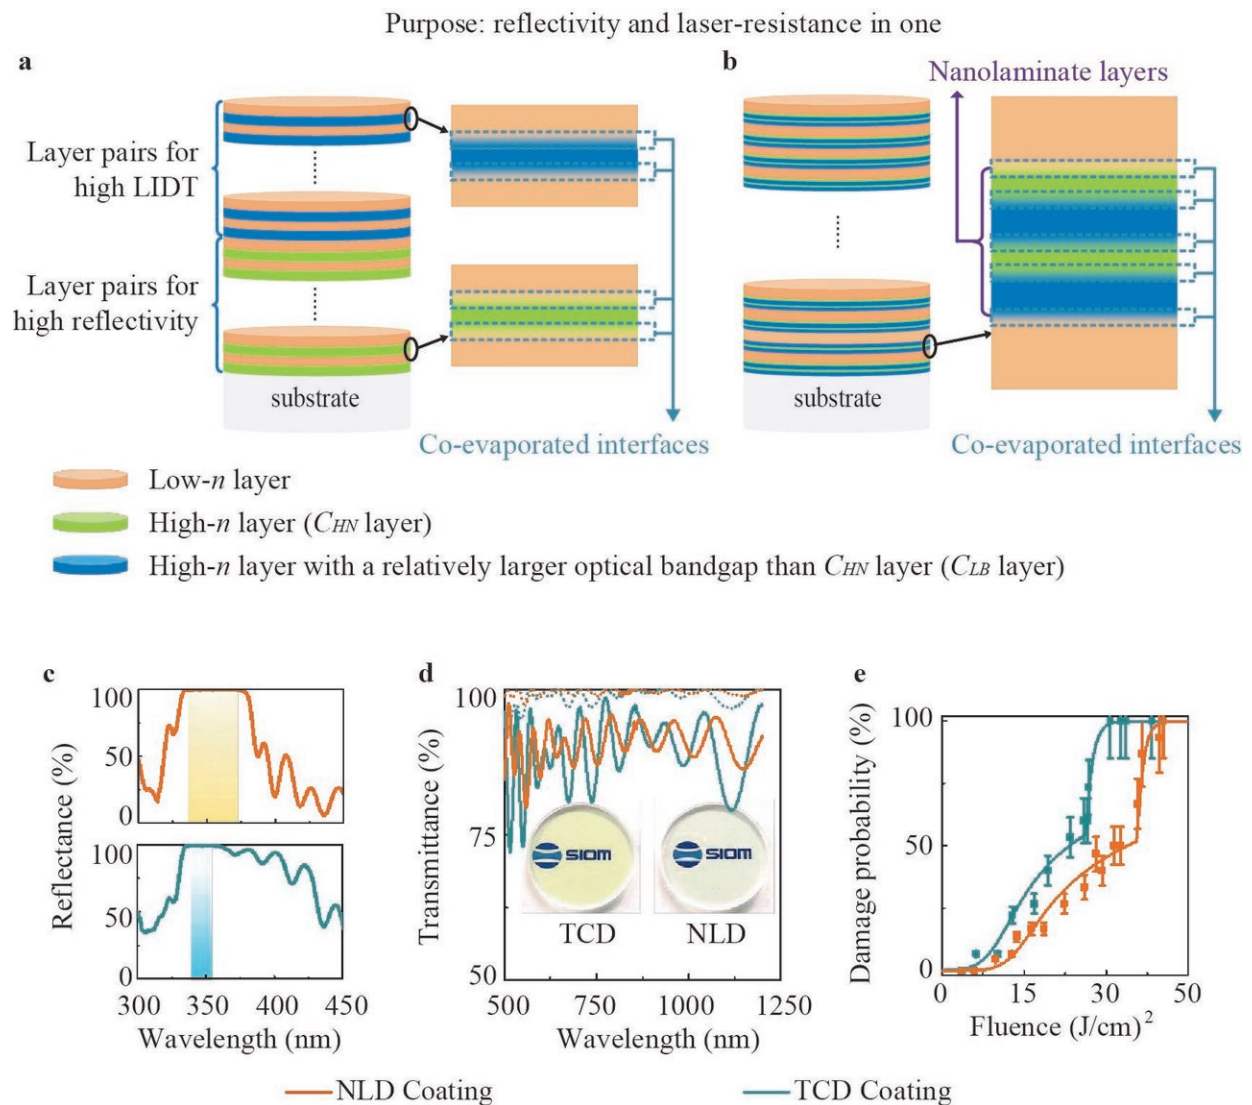 Purpose: reflectivity and laser-resistance in one
a
Layer pairs for
high LIDT
Layer pairs for
high reflectivity
substrate
Co-evaporated interfaces
b
Nanolaminate layers
substrate
Co-evaporated interfaces
Low-n layer
High-n layer (CHN layer)
High-n layer with a relatively larger optical bandgap than CHN layer (CLB layer)
c
Reflectance (%)
100
50
0
100
50
0
300 350 400 450
Wavelength (nm)
d
Transmittance (%)
100
75
50
SIOM
SIOM
TCD
NLD
500 750 1000 1250
Wavelength (nm)
e
Damage probability (%)
100
50
0
0 15 30 50
Fluence (J/cm)2
NLD Coating
TCD Coating